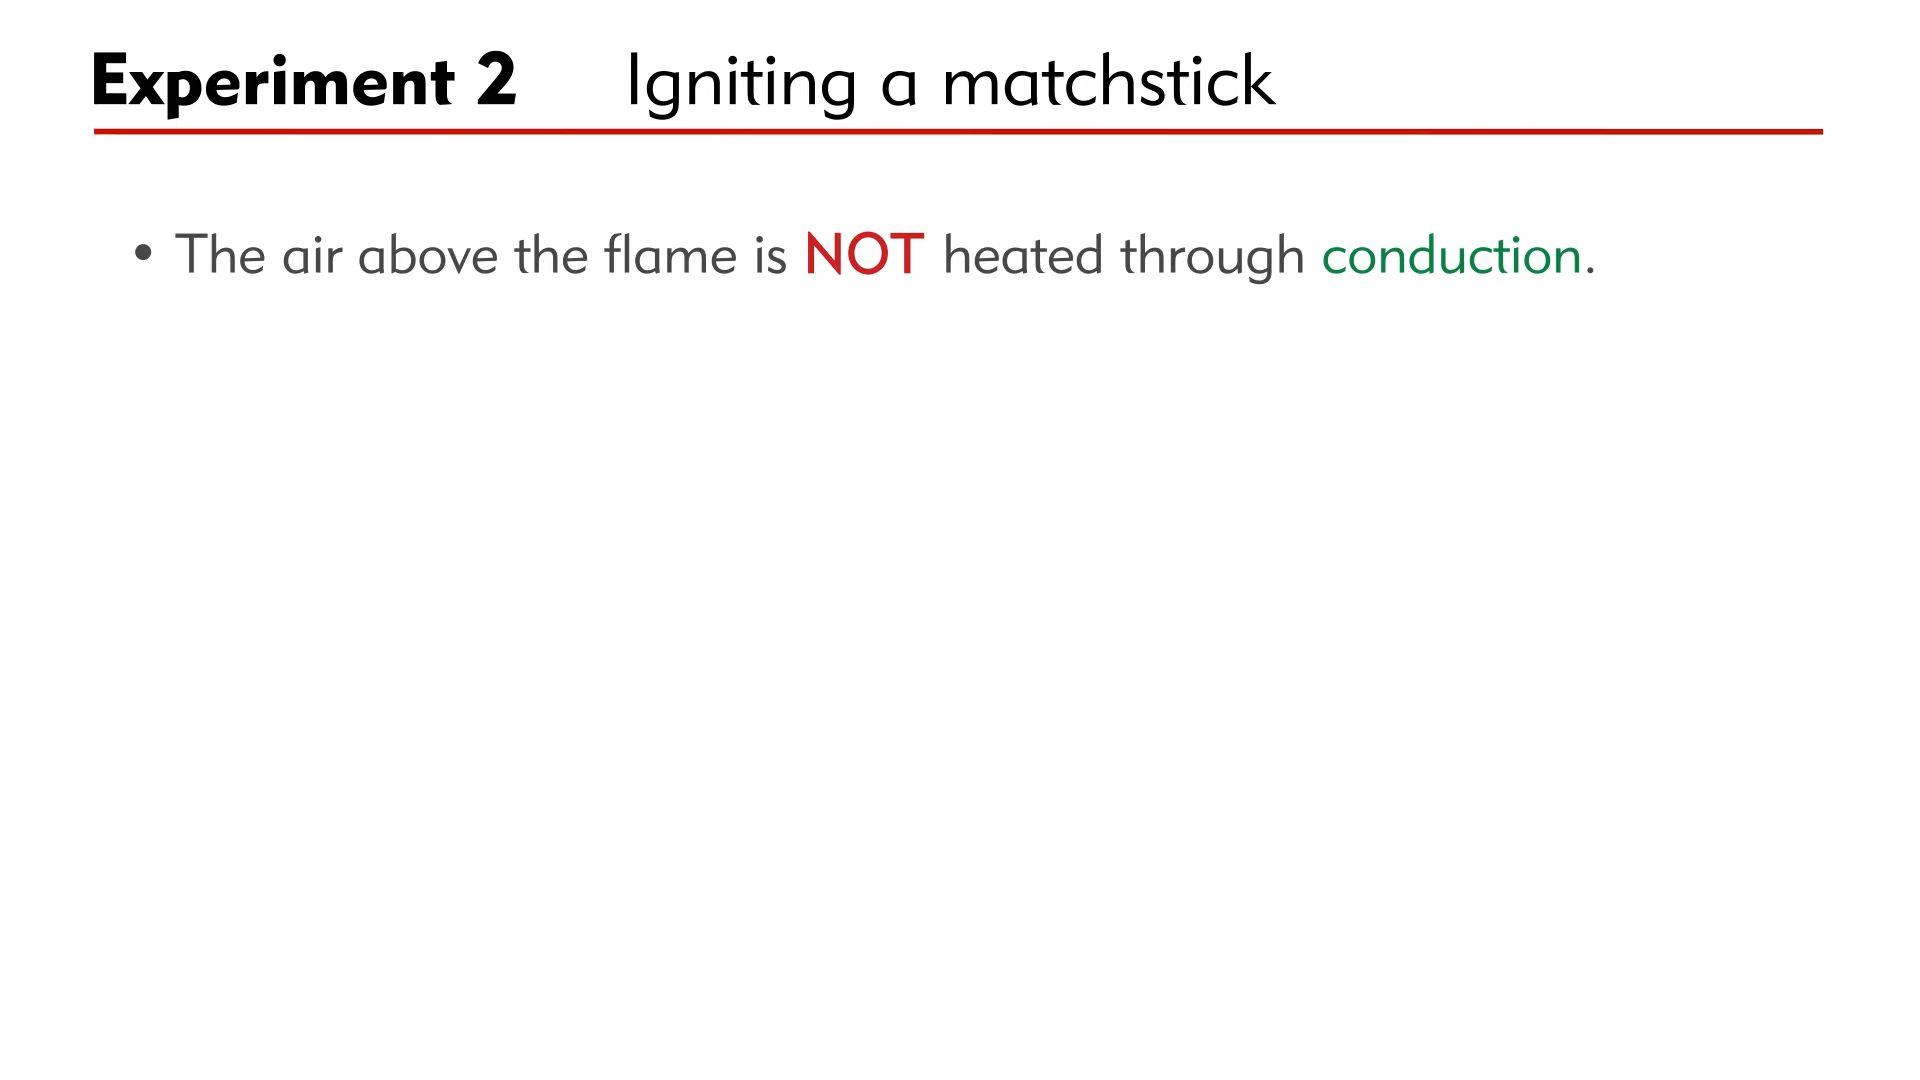 Experiment 2 Igniting a matchstick
• The air above the flame is NOT heated through conduction.